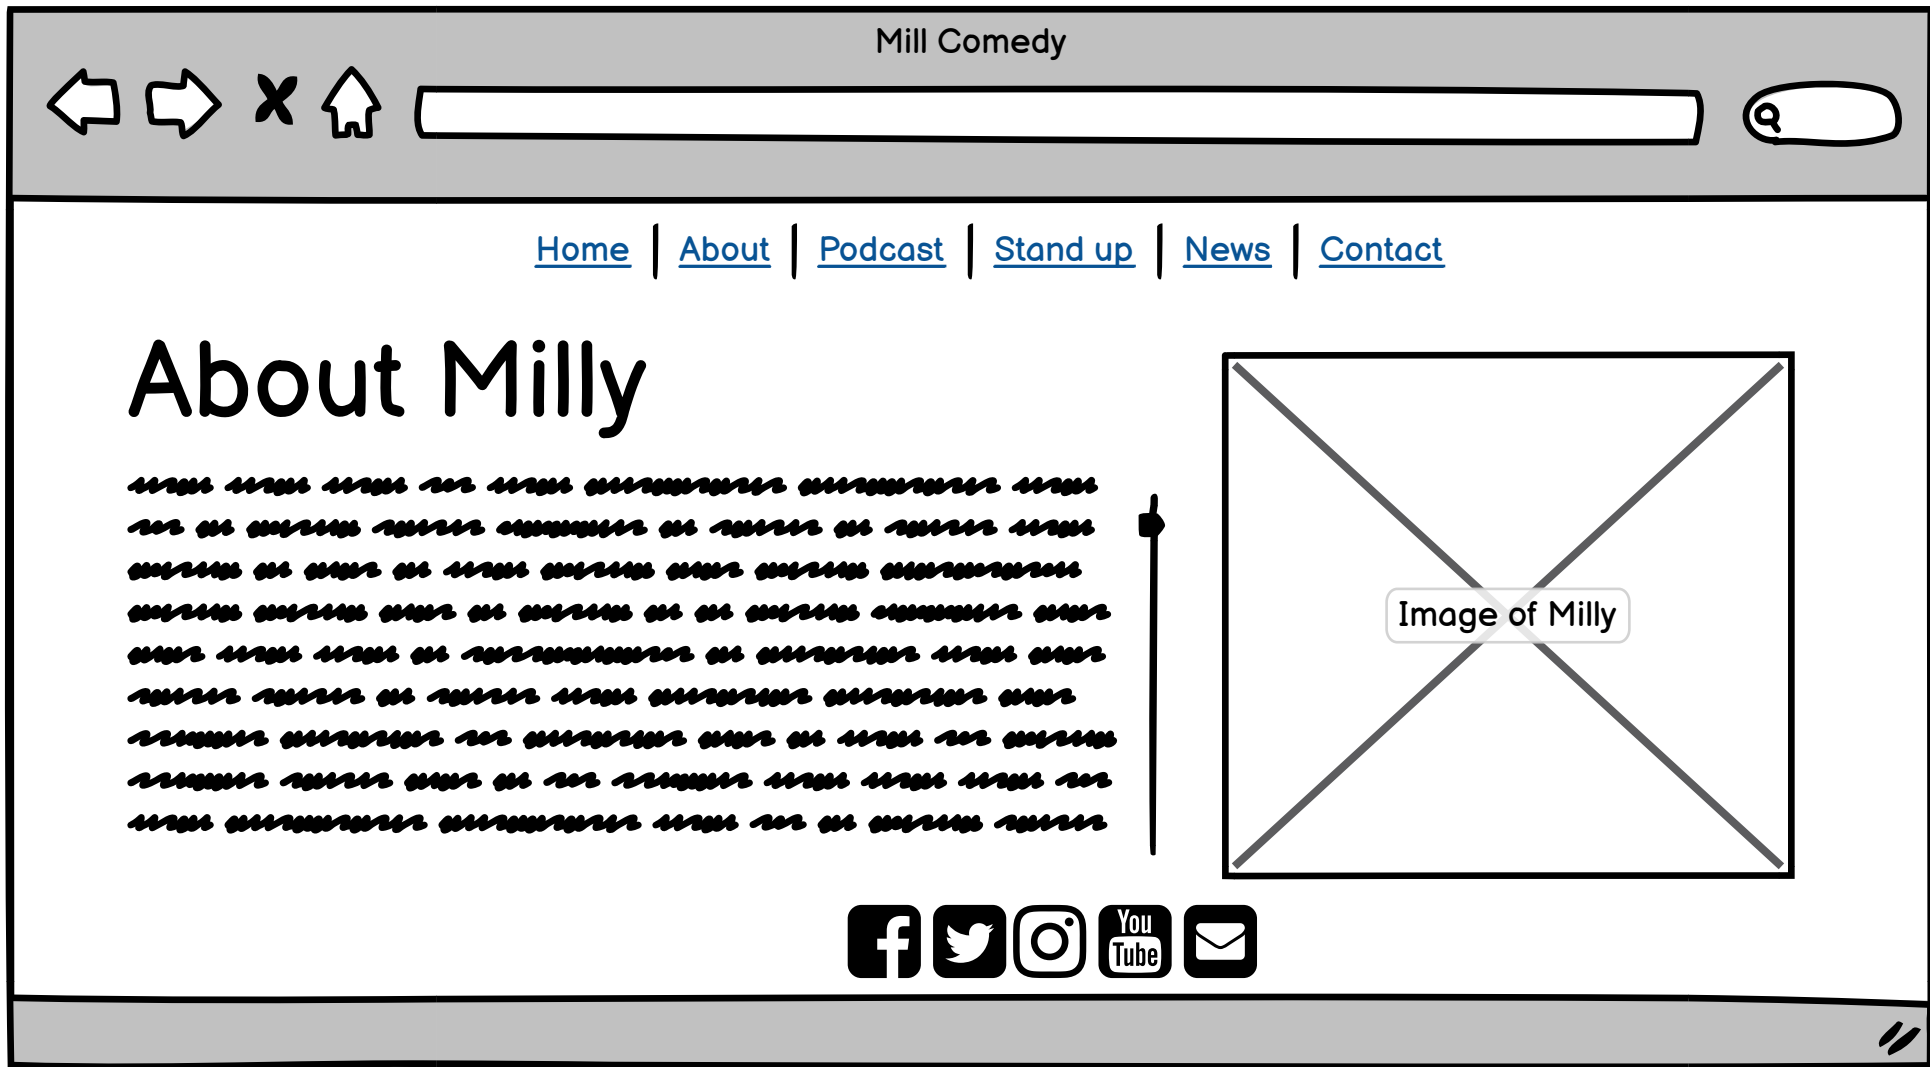 Mill Comedy
Home | About | Podcast | Stand up | News | Contact
About Milly
Image of Milly
You
Tube